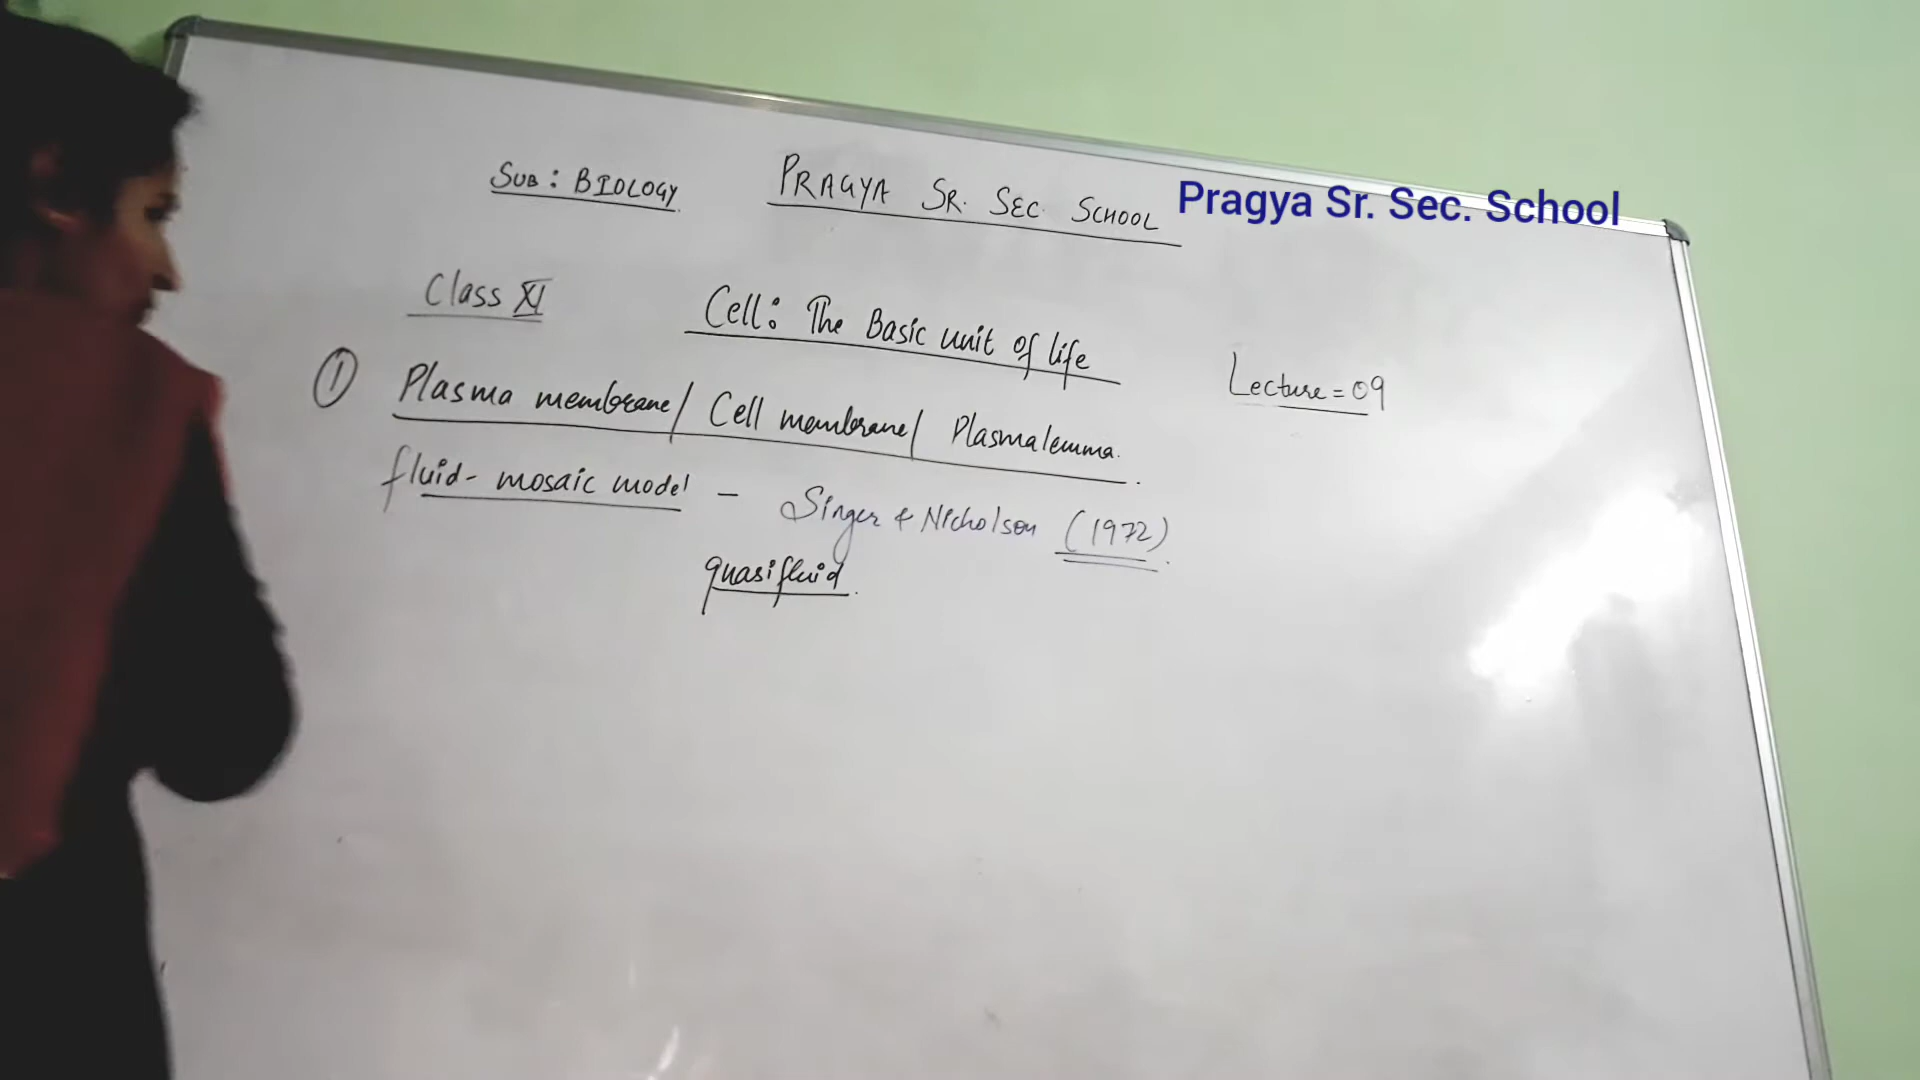 SUB: BIOLOGY PRAGYA SR. SEC. SCHOOL
Pragya Sr. Sec. School
Class XI Cell: The Basic unit of life
Lecture = 09
① Plasma membrane/ Cell membrane/ Plasmalemma.
fluid- mosaic model - Singer & Nicholson (1972)
quasifluid.